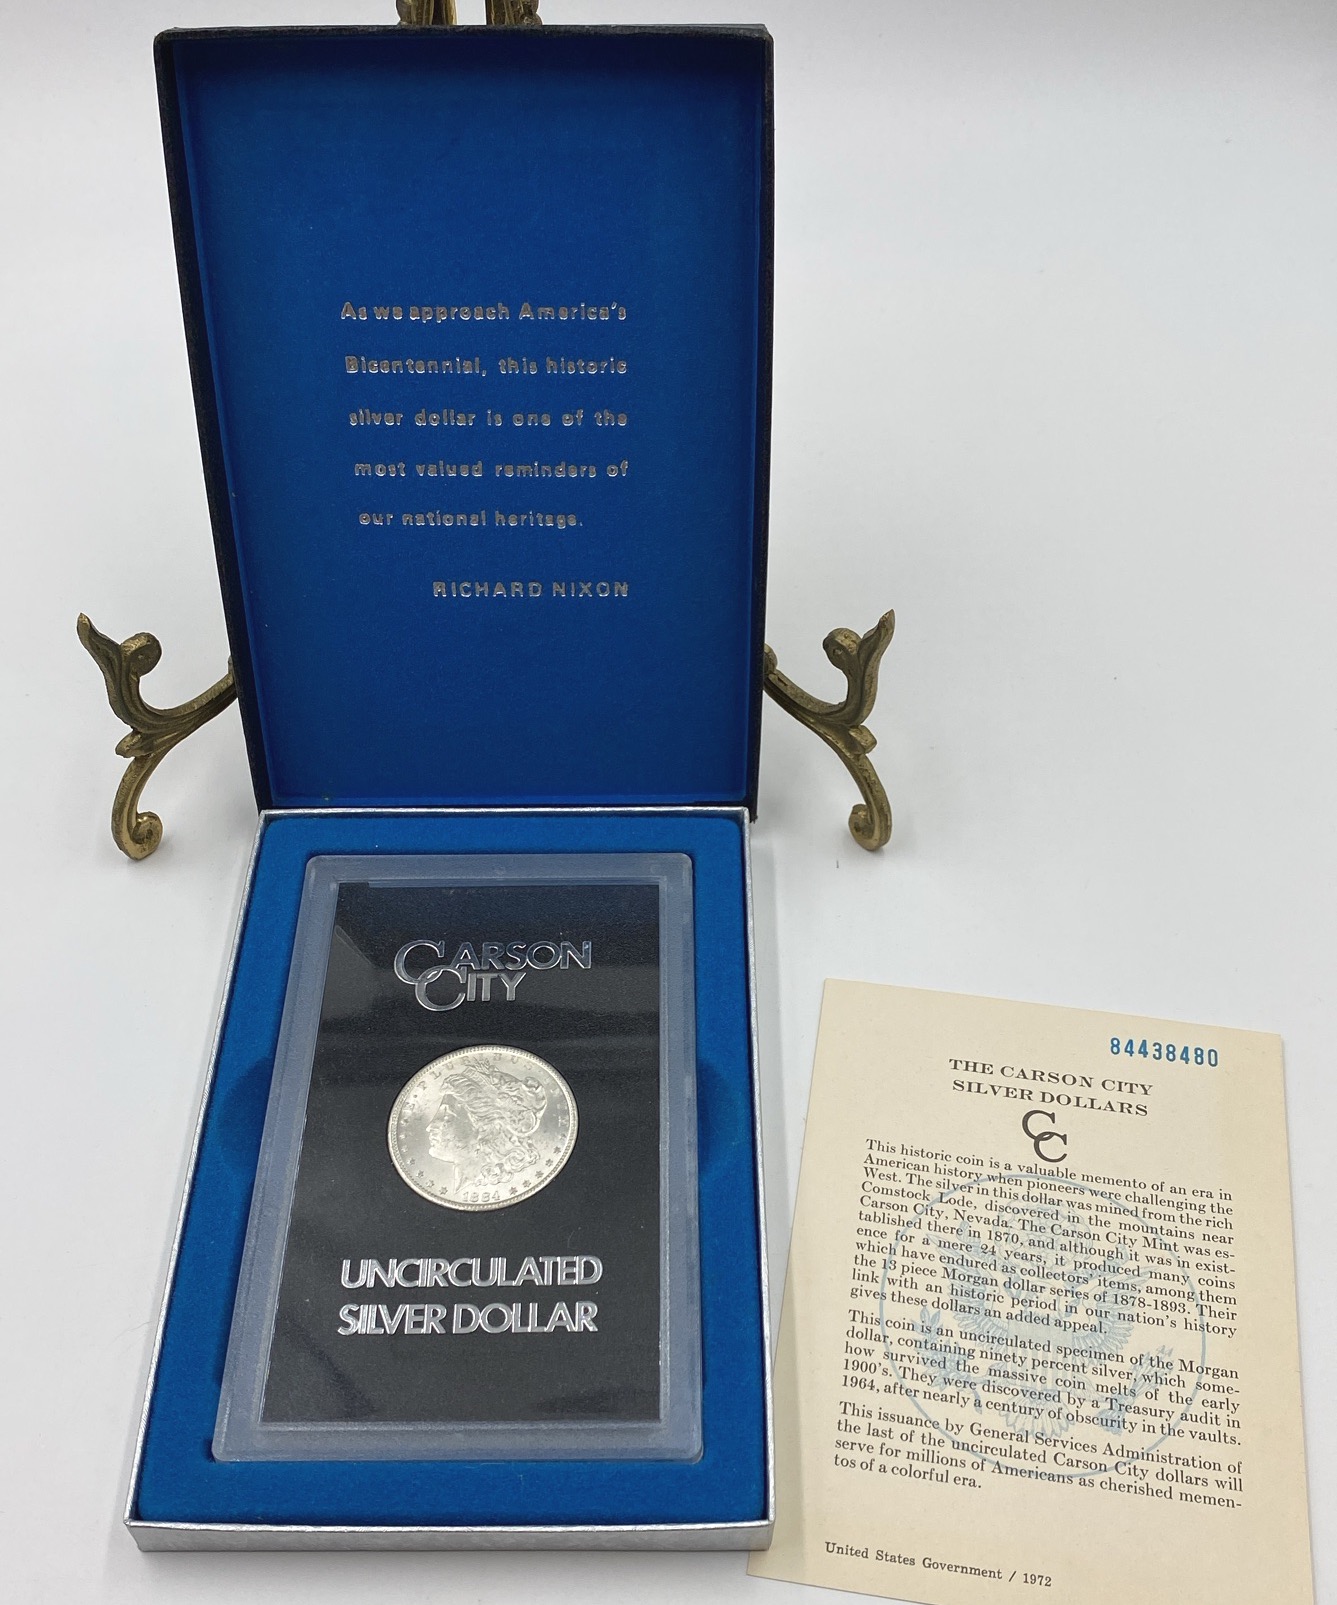 As we approach America's
Bicentennial, this historic
silver dollar is one of the
most valued reminders of
our national heritage.
RICHARD NIXON
CARSON
CITY
PLURIBUS
1884
UNCIRCULATED
SILVER DOLLAR
84438480
THE CARSON CITY
SILVER DOLLARS
CC
This historic coin is a valuable memento of an era in
American history when pioneers were challenging the
West. The silver in this dollar was mined from the rich
Comstock Lode, discovered in the mountains near
Carson City, Nevada. The Carson City Mint was es-
tablished there in 1870, and although it was in exist-
ence for a mere 24 years, it produced many coins
which have endured as collectors' items, among them
the 13 piece Morgan dollar series of 1878-1893. Their
link with an historic period in our nation's history
gives these dollars an added appeal.
This coin is an uncirculated specimen of the Morgan
dollar, containing ninety percent silver, which some-
how survived the massive coin melts of the early
1900's. They were discovered by a Treasury audit in
1964, after nearly a century of obscurity in the vaults.
This issuance by General Services Administration of
the last of the uncirculated Carson City dollars will
serve for millions of Americans as cherished memen-
tos of a colorful era.
United States Government / 1972